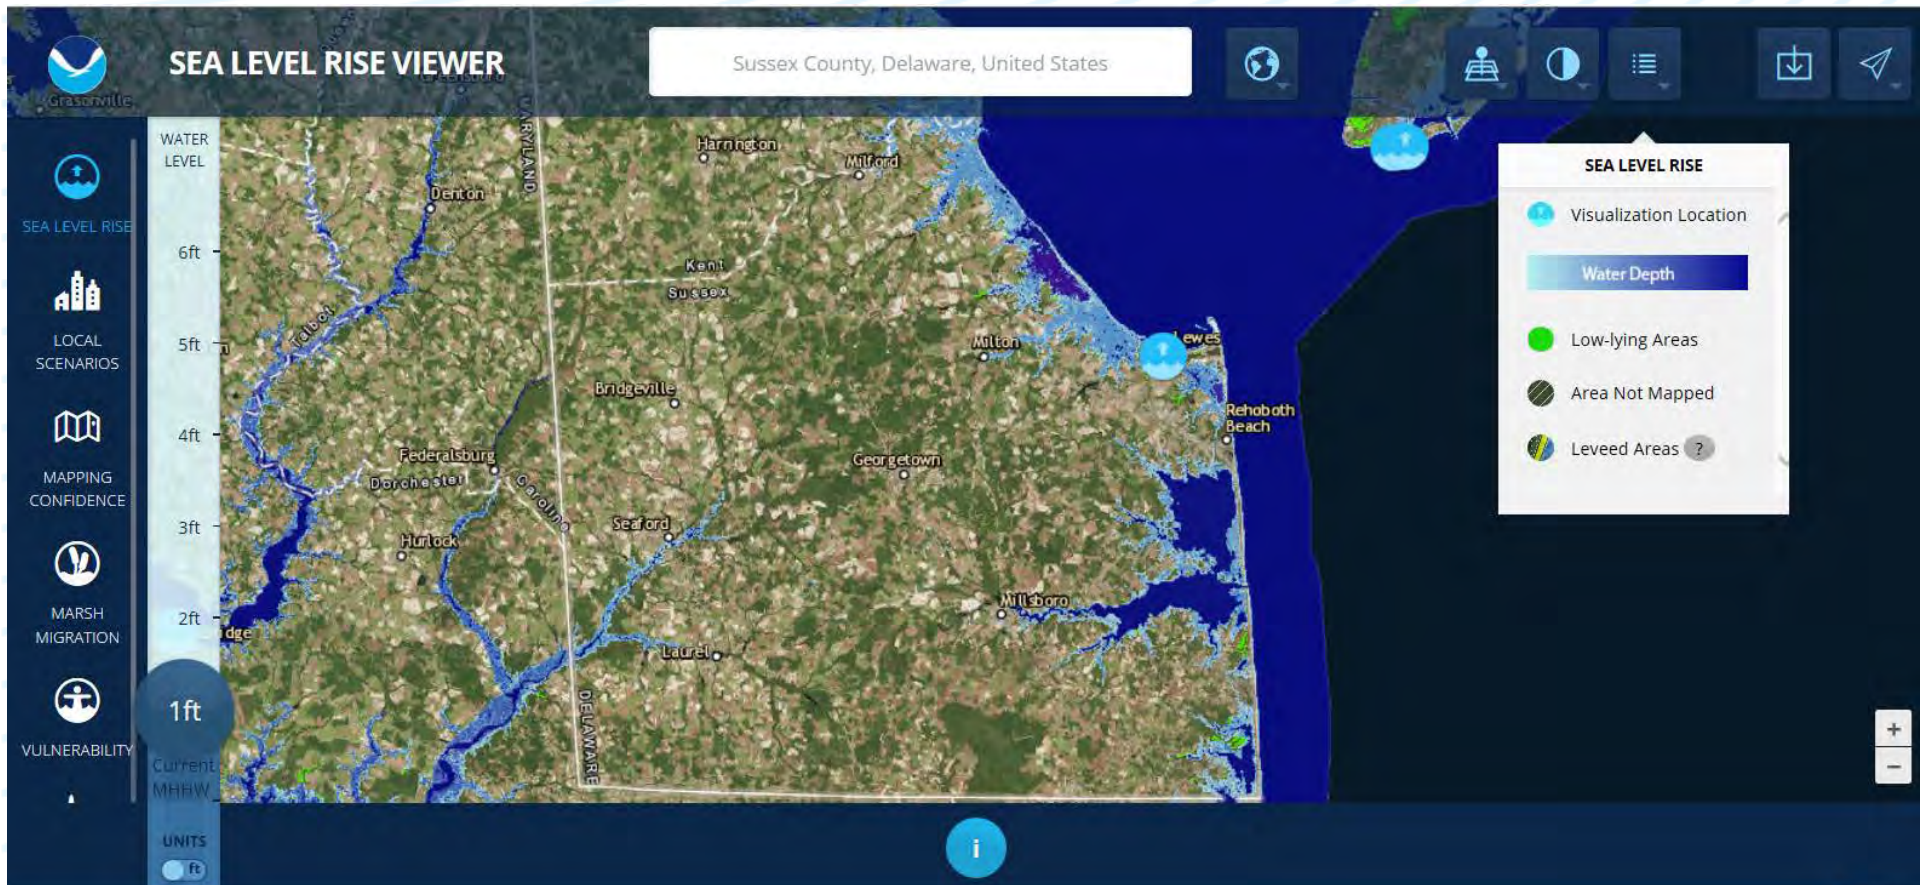 SEA LEVEL RISE VIEWER
Sussex County, Delaware, United States
Grasonville
Greensboro
WATER
LEVEL
6ft
5ft
4ft
3ft
2ft
1ft
Current
MHHW
UNITS
ft
SEA LEVEL RISE
LOCAL
SCENARIOS
MAPPING
CONFIDENCE
MARSH
MIGRATION
VULNERABILITY
MARYLAND
Harrington
Milford
Denton
Kent
Sussex
Talbot
Milton
Lewes
Bridgeville
Rehoboth
Beach
Federalsburg
Georgetown
Dorchester
Caroline
Seaford
Hurlock
Millsboro
dge
Laurel
DELAWARE
SEA LEVEL RISE
Visualization Location
Water Depth
Low-lying Areas
Area Not Mapped
Leveed Areas ?
+
−
i